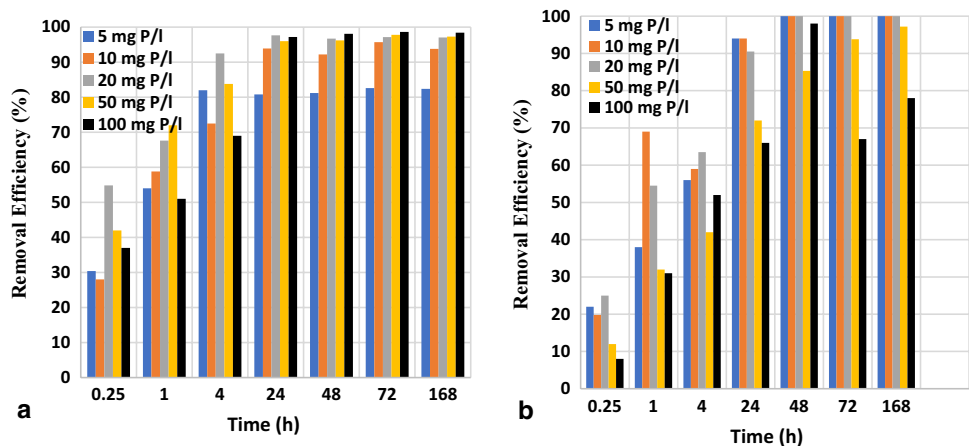 100
90
80
70
60
50
40
30
20
10
0
Removal Efficiency (%)
5 mg P/l
10 mg P/l
20 mg P/l
50 mg P/l
100 mg P/l
0.25 1 4 24 48 72 168
Time (h)
a
100
90
80
70
60
50
40
30
20
10
0
Removal Efficiency (%)
5 mg P/l
10 mg P/l
20 mg P/l
50 mg P/l
100 mg P/l
0.25 1 4 24 48 72 168
Time (h)
b